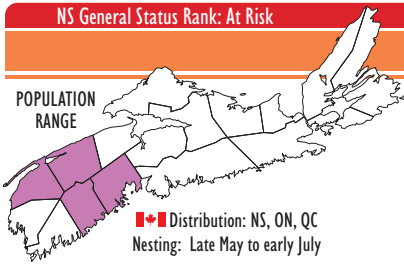 NS General Status Rank: At Risk
POPULATION
RANGE
Distribution: NS, ON, QC
Nesting: Late May to early July